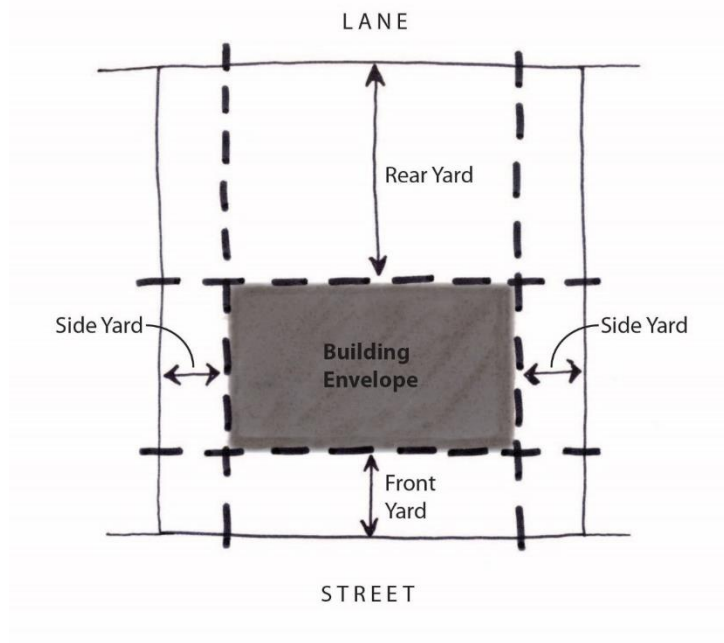 LANE
Rear Yard
Side Yard
Side Yard
Building
Envelope
Front
Yard
STREET